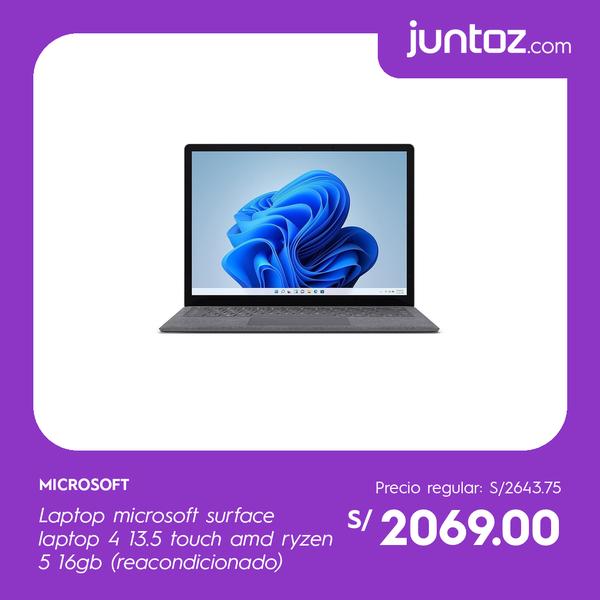 juntoz.com
MICROSOFT
Laptop microsoft surface
laptop 4 13.5 touch amd ryzen
5 16gb (reacondicionado)
Precio regular: S/2643.75
S/ 2069.00